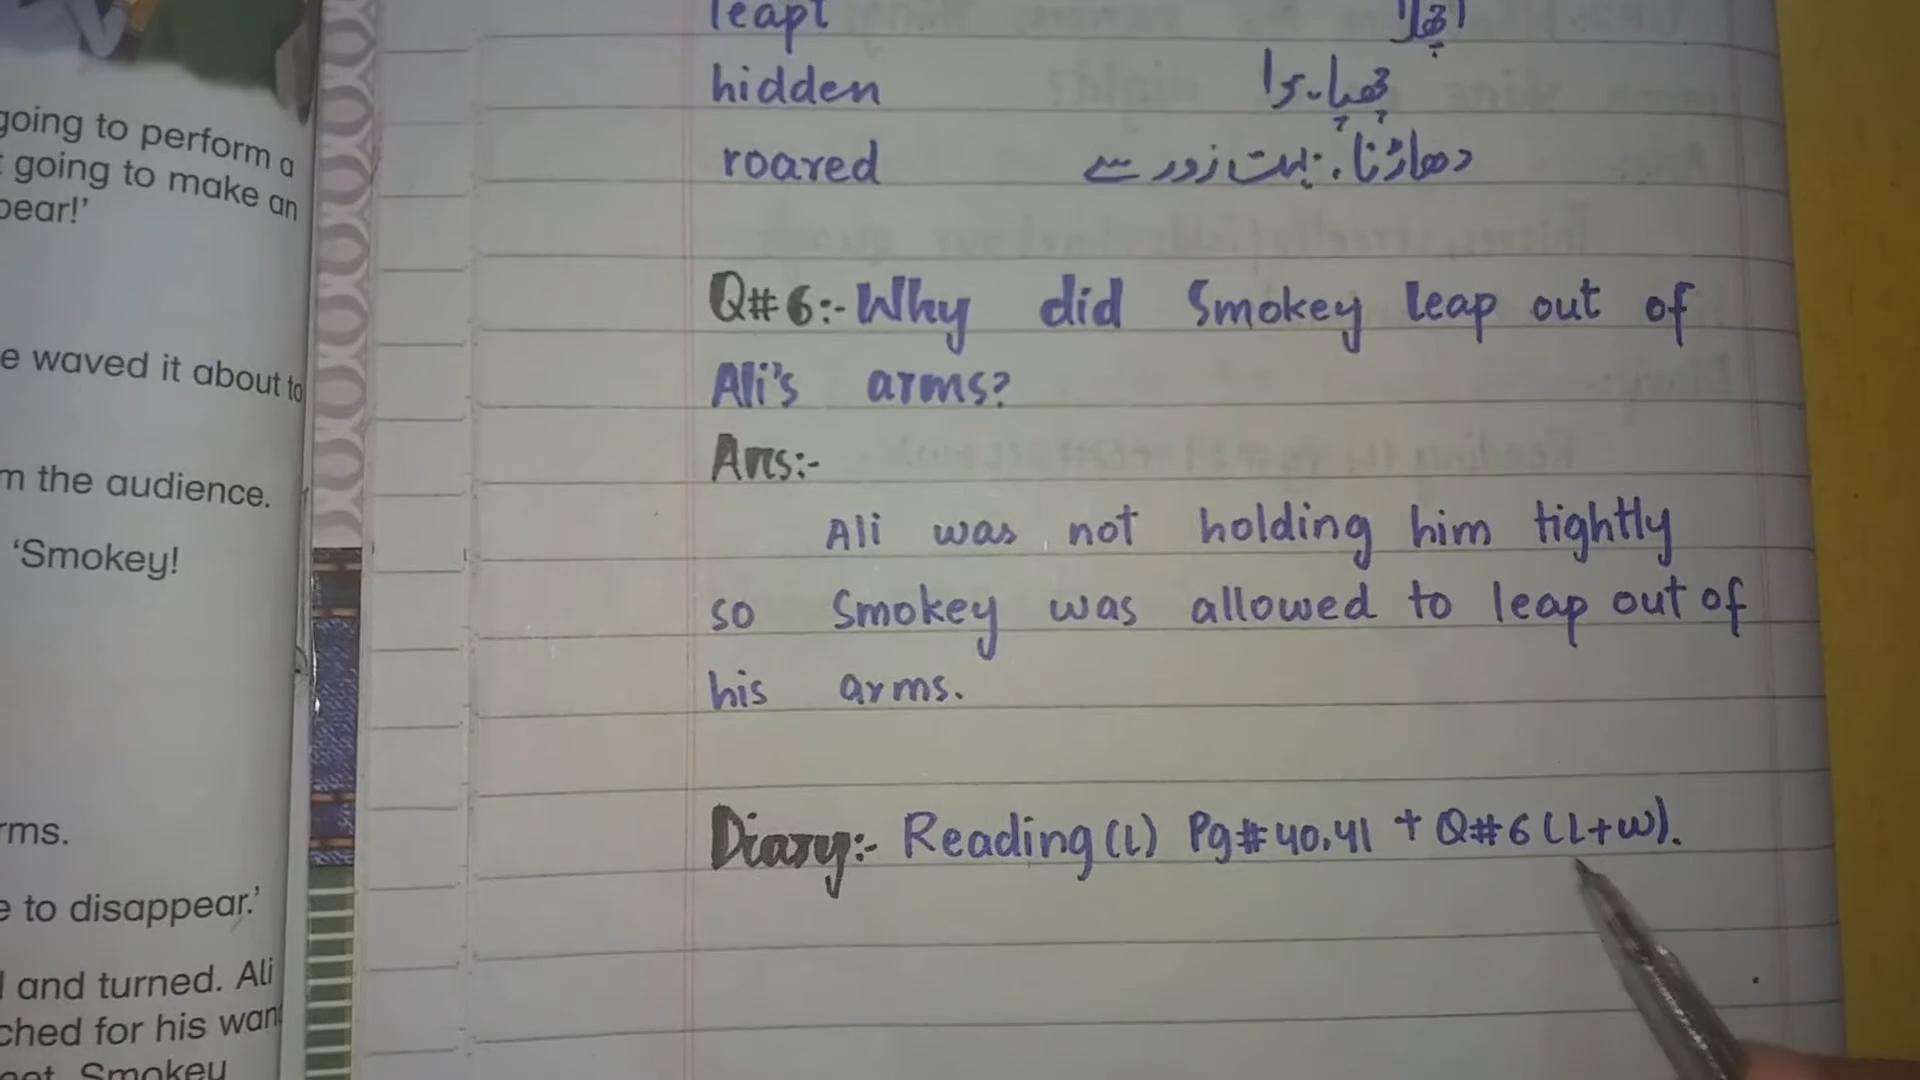 going to perform a
going to make an
pear!'
e waved it about to
m the audience.
'Smokey!
rms.
e to disappear.'
and turned. Ali
ched for his wan
Smokey
leapt
hidden چھپا ہوا
roared دھاڑنا، بہت زور سے
Q#6:- Why did Smokey leap out of
Ali's arms?
Ans:-
Ali was not holding him tightly
so Smokey was allowed to leap out of
his arms.
Diary:- Reading (L) Pg#40,41 + Q#6 (L+W).